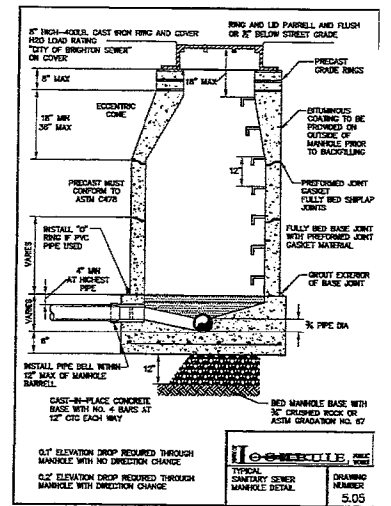 8" HIGH-400LB. CAST IRON RING AND COVER
H20 LOAD RATING
"CITY OF BRIGHTON SEWER"
ON COVER
RING AND LID PARRELL AND FLUSH
OR ½" BELOW STREET GRADE
8" MAX
18" MAX
PRECAST
GRADE RINGS
ECCENTRIC
CONE
18" MIN
36" MAX
BITUMINOUS
COATING TO BE
PROVIDED ON
OUTSIDE OF
MANHOLE PRIOR
TO BACKFILLING
12"
PRECAST MUST
CONFORM TO
ASTM C478
PREFORMED JOINT
GASKET
FULLY BED SHIPLAP
JOINTS
INSTALL "O"
RING IF PVC
PIPE USED
FULLY BED BASE JOINT
WITH PREFORMED JOINT
GASKET MATERIAL
VARIES
4" MIN
AT HIGHEST
PIPE
GROUT EXTERIOR
OF BASE JOINT
VARIES
¾ PIPE DIA
8"
INSTALL PIPE BELL WITHIN
12" MAX OF MANHOLE
BARRELL
12"
CAST-IN-PLACE CONCRETE
BASE WITH NO. 4 BARS AT
12" CTC EACH WAY
BED MANHOLE BASE WITH
¾" CRUSHED ROCK OR
ASTM GRADATION NO. 67
0.1' ELEVATION DROP REQUIRED THROUGH
MANHOLE WITH NO DIRECTION CHANGE
0.2' ELEVATION DROP REQUIRED THROUGH
MANHOLE WITH DIRECTION CHANGE
TYPICAL
SANITARY SEWER
MANHOLE DETAIL
DRAWING
NUMBER
5.05